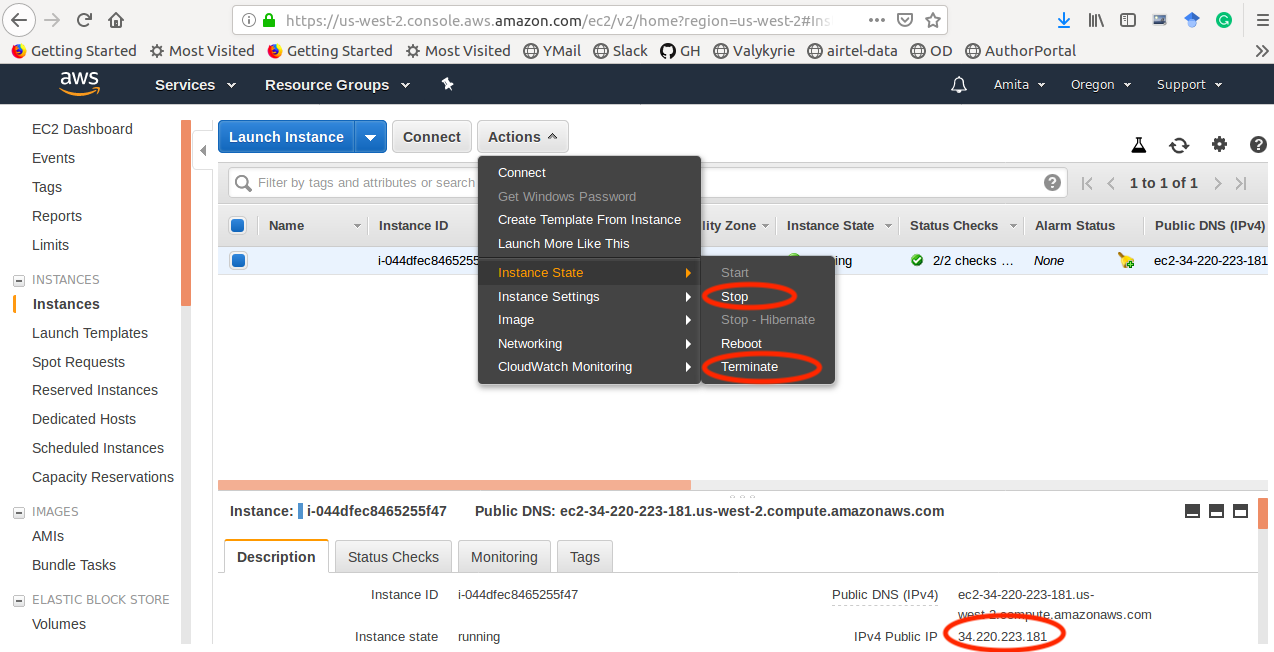 https://us-west-2.console.aws.amazon.com/ec2/v2/home?region=us-west-2#Ins
Getting Started Most Visited Getting Started Most Visited YMail Slack GH Valykyrie airtel-data OD AuthorPortal
aws Services Resource Groups Amita Oregon Support
EC2 Dashboard
Events
Tags
Reports
Limits
INSTANCES
Instances
Launch Templates
Spot Requests
Reserved Instances
Dedicated Hosts
Scheduled Instances
Capacity Reservations
IMAGES
AMIs
Bundle Tasks
ELASTIC BLOCK STORE
Volumes
Launch Instance Connect Actions
Filter by tags and attributes or search 1 to 1 of 1
Name Instance ID lity Zone Instance State Status Checks Alarm Status Public DNS (IPv4)
i-044dfec8465255 ning 2/2 checks ... None ec2-34-220-223-181
Connect
Get Windows Password
Create Template From Instance
Launch More Like This
Instance State
Instance Settings
Image
Networking
CloudWatch Monitoring
Start
Stop
Stop - Hibernate
Reboot
Terminate
Instance: i-044dfec8465255f47 Public DNS: ec2-34-220-223-181.us-west-2.compute.amazonaws.com
Description Status Checks Monitoring Tags
Instance ID i-044dfec8465255f47 Public DNS (IPv4) ec2-34-220-223-181.us-
west-2.compute.amazonaws.com
Instance state running IPv4 Public IP 34.220.223.181